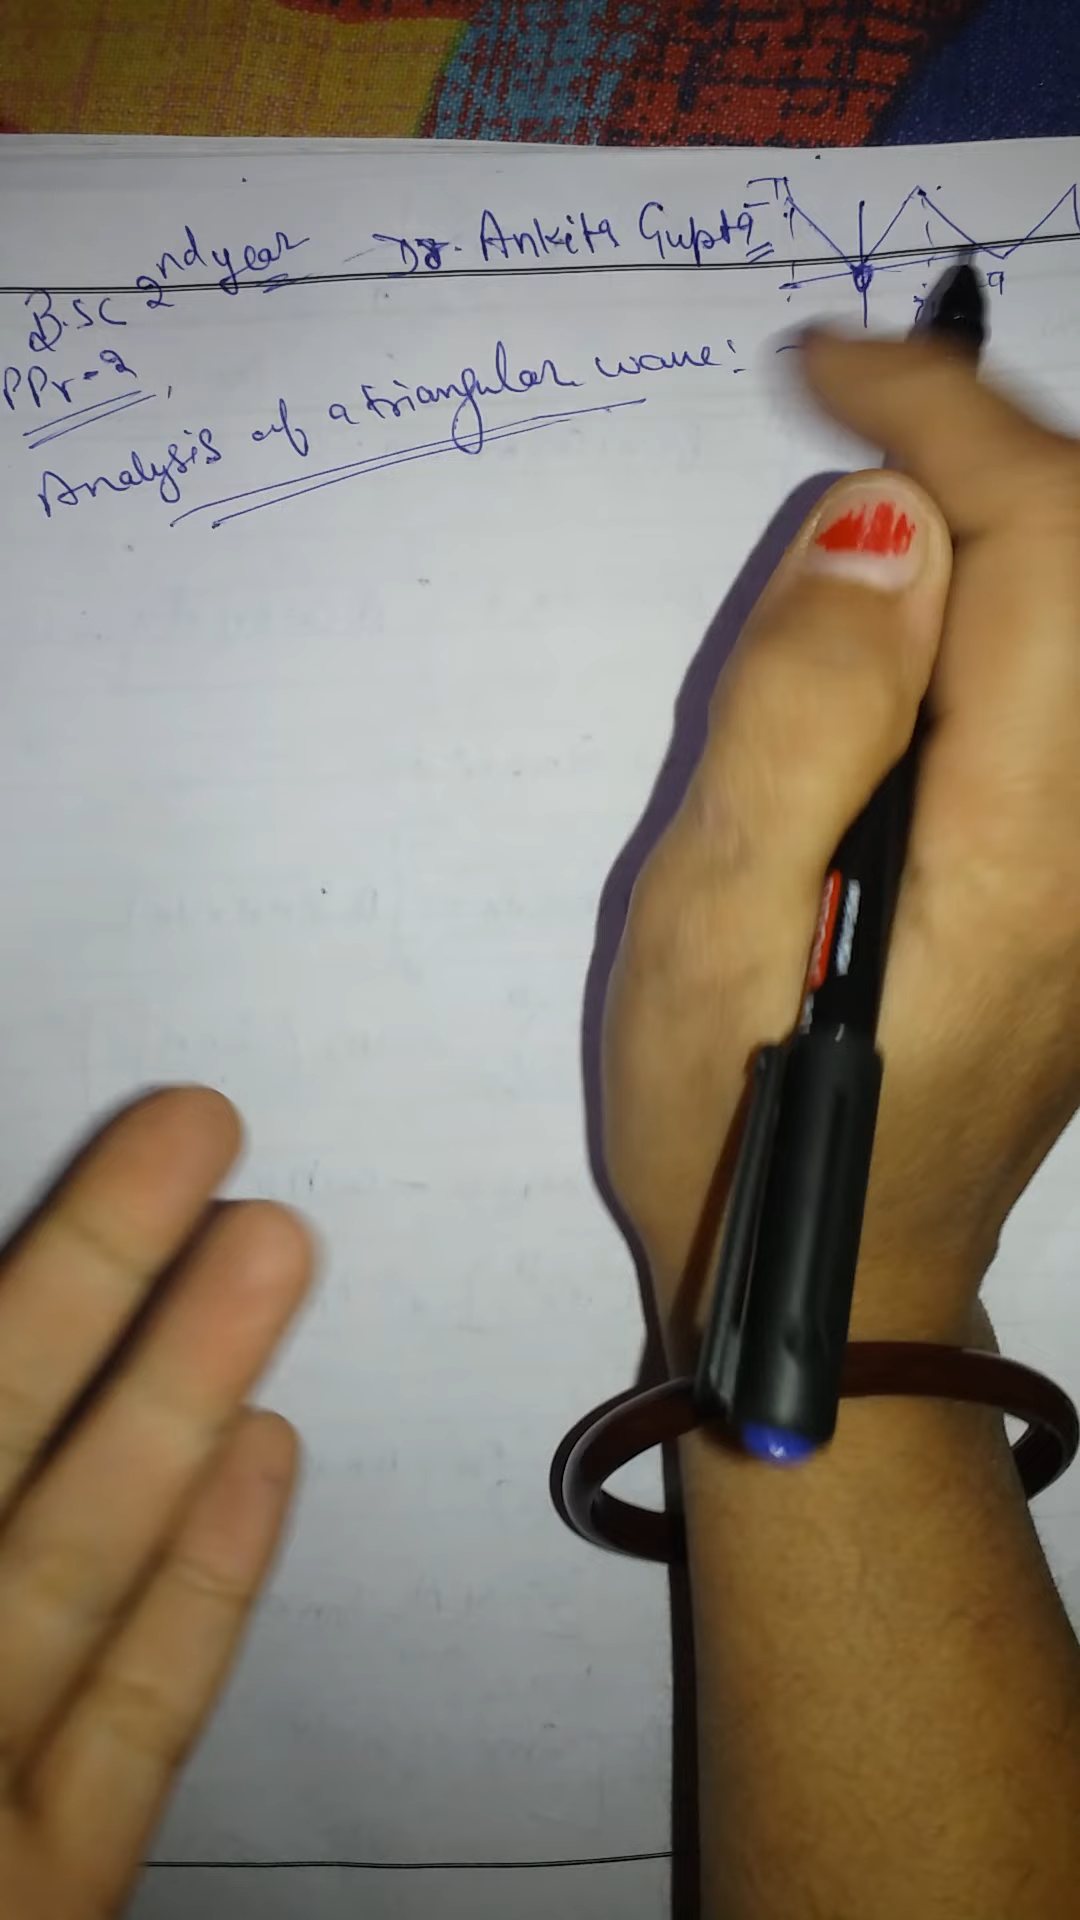 B.Sc 2nd year Dr. Ankita Gupta
PPr-2,
Analysis of a triangular wave: -
-π